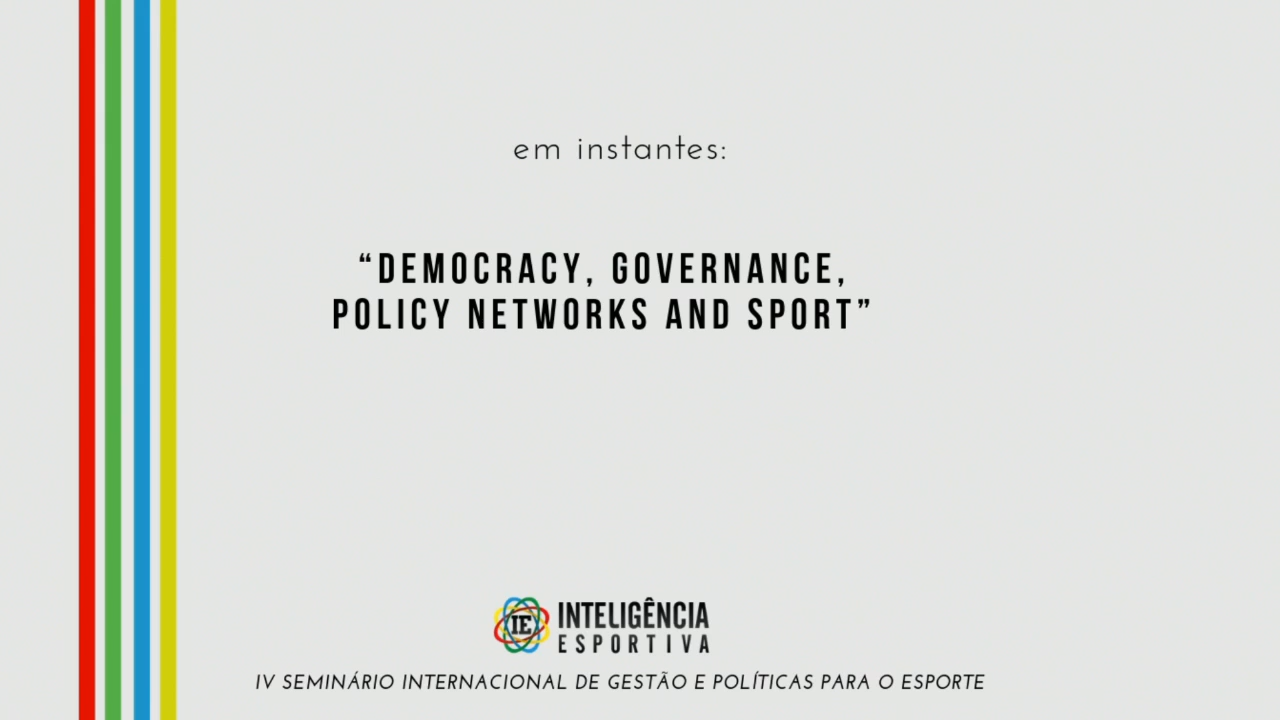 em instantes:
“DEMOCRACY, GOVERNANCE,
POLICY NETWORKS AND SPORT”
IE INTELIGÊNCIA
ESPORTIVA
IV SEMINÁRIO INTERNACIONAL DE GESTÃO E POLÍTICAS PARA O ESPORTE